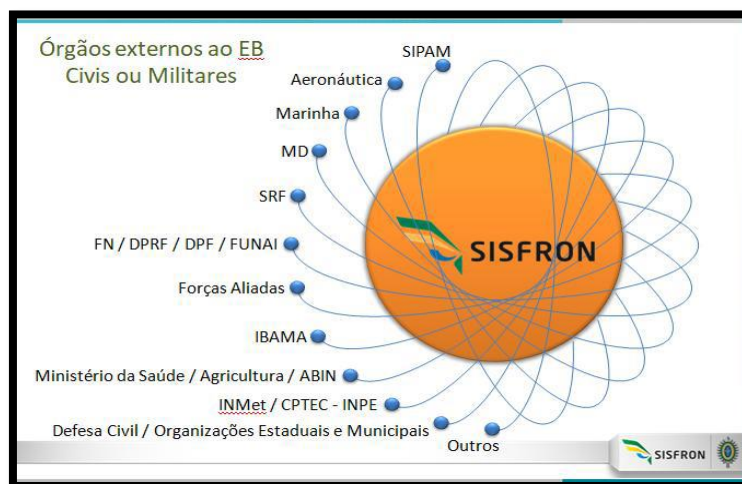 Órgãos externos ao EB
Civis ou Militares
SIPAM
Aeronáutica
Marinha
MD
SRF
FN / DPRF / DPF / FUNAI
Forças Aliadas
IBAMA
Ministério da Saúde / Agricultura / ABIN
INMet / CPTEC - INPE
Defesa Civil / Organizações Estaduais e Municipais
Outros
SISFRON
SISFRON